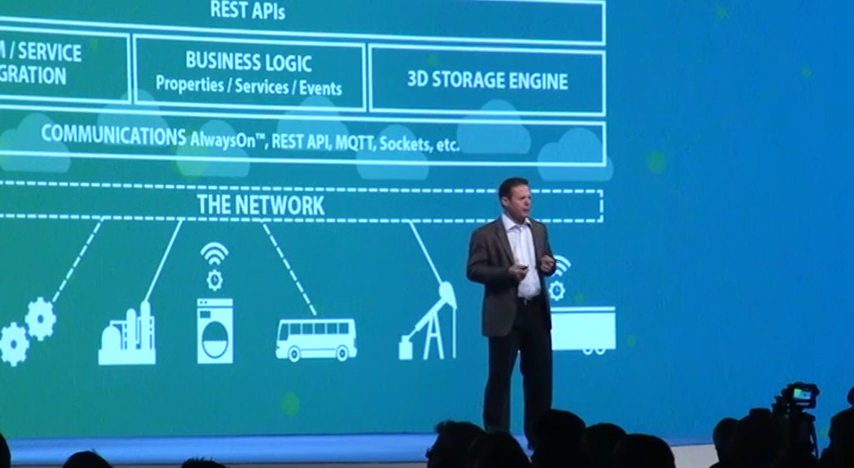 REST APIs
/ SERVICE
BUSINESS LOGIC
Properties / Services / Events
3D STORAGE ENGINE
COMMUNICATIONS AlwaysOn™, REST API, MQTT, Sockets, etc.
THE NETWORK